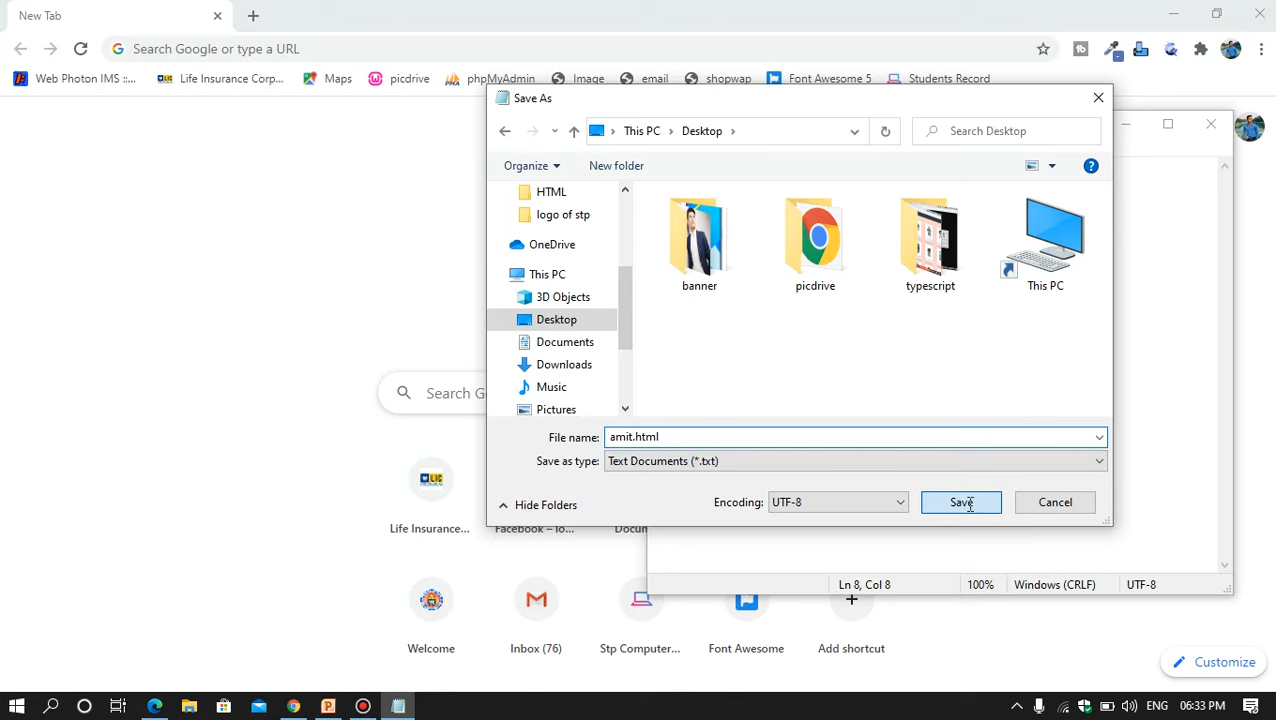 New Tab
Search Google or type a URL
Web Photon IMS ::...
Life Insurance Corp...
Maps
picdrive
phpMyAdmin
Image
email
shopwap
Font Awesome 5
Students Record
Save As
This PC
Desktop
Search Desktop
Organize
New folder
HTML
logo of stp
OneDrive
This PC
3D Objects
Desktop
Documents
Downloads
Music
Pictures
banner
picdrive
typescript
This PC
File name: amit.html
Save as type: Text Documents (*.txt)
Hide Folders
Encoding: UTF-8
Save
Cancel
Search G
LIC
Life Insurance...
Facebook – lo...
Docum
Ln 8, Col 8
100%
Windows (CRLF)
UTF-8
Welcome
Inbox (76)
Stp Computer...
Font Awesome
Add shortcut
Customize
ENG
06:33 PM